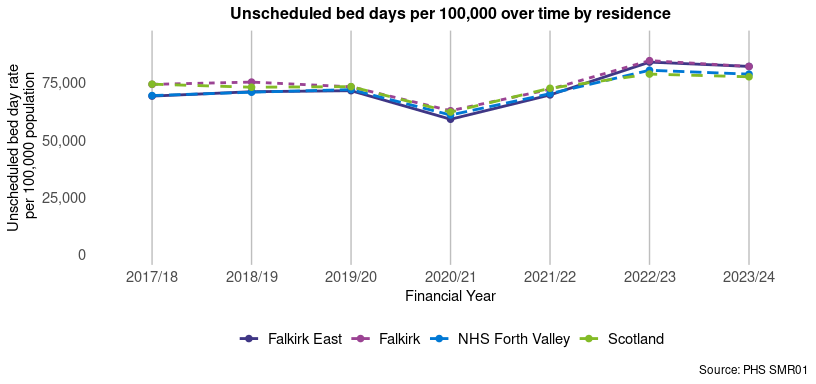 Unscheduled bed days per 100,000 over time by residence
Unscheduled bed day rate
per 100,000 population
75,000
50,000
25,000
0
2017/18 2018/19 2019/20 2020/21 2021/22 2022/23 2023/24
Financial Year
Falkirk East Falkirk NHS Forth Valley Scotland
Source: PHS SMR01